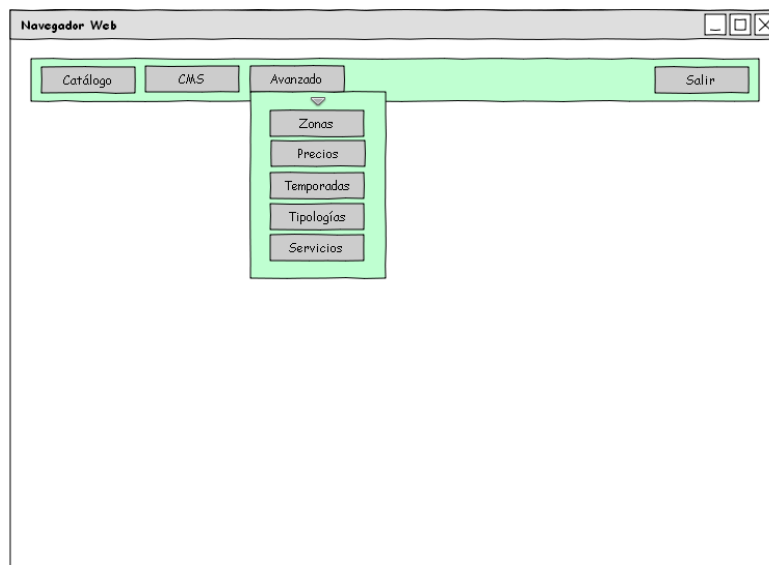 Navegador Web
Catálogo
CMS
Avanzado
Salir
Zonas
Precios
Temporadas
Tipologías
Servicios